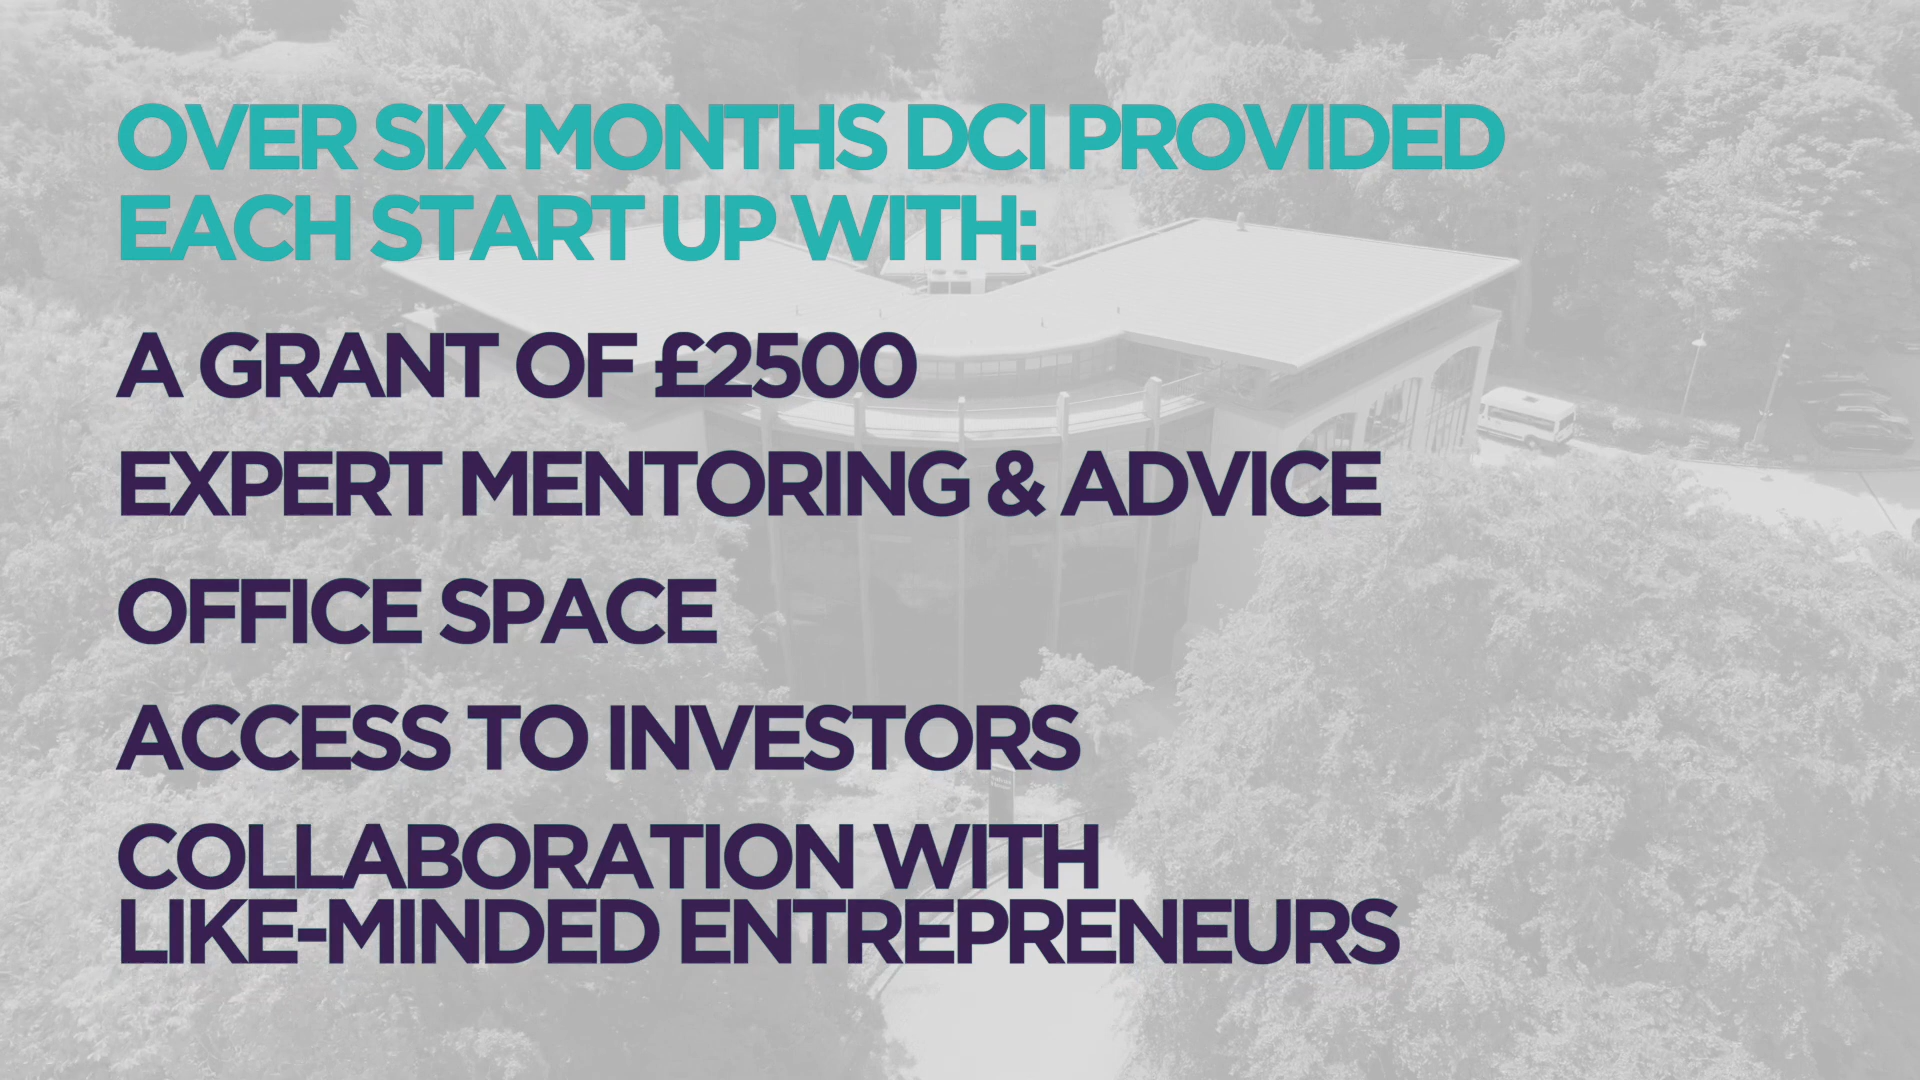 OVER SIX MONTHS DCI PROVIDED
EACH START UP WITH:
A GRANT OF £2500
EXPERT MENTORING & ADVICE
OFFICE SPACE
ACCESS TO INVESTORS
COLLABORATION WITH
LIKE-MINDED ENTREPRENEURS